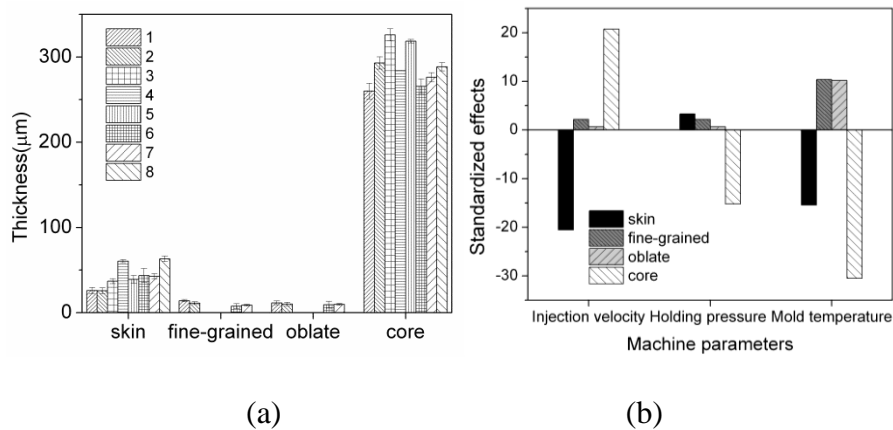 300
200
100
0
Thickness(μm)
1
2
3
4
5
6
7
8
skin fine-grained oblate core
20
10
0
-10
-20
-30
Standardized effects
skin
fine-grained
oblate
core
Injection velocity Holding pressure Mold temperature
Machine parameters
(a) (b)